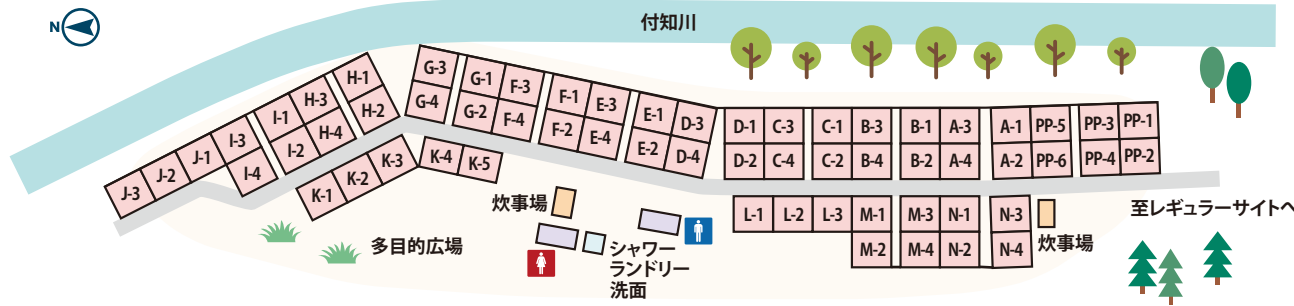 N
付知川
H-1
H-2
H-3
H-4
I-1
I-2
I-3
I-4
J-1
J-2
J-3
G-3
G-4
G-1
G-2
F-3
F-4
F-1
F-2
E-3
E-4
E-1
E-2
D-3
D-4
D-1
C-3
D-2
C-4
C-1
B-3
C-2
B-4
B-1
A-3
B-2
A-4
A-1
PP-5
A-2
PP-6
PP-3
PP-1
PP-4
PP-2
K-1
K-2
K-3
K-4
K-5
L-1
L-2
L-3
M-1
M-2
M-3
N-1
M-4
N-2
N-3
N-4
炊事場
多目的広場
シャワー
ランドリー
洗面
炊事場
至レギュラーサイトへ